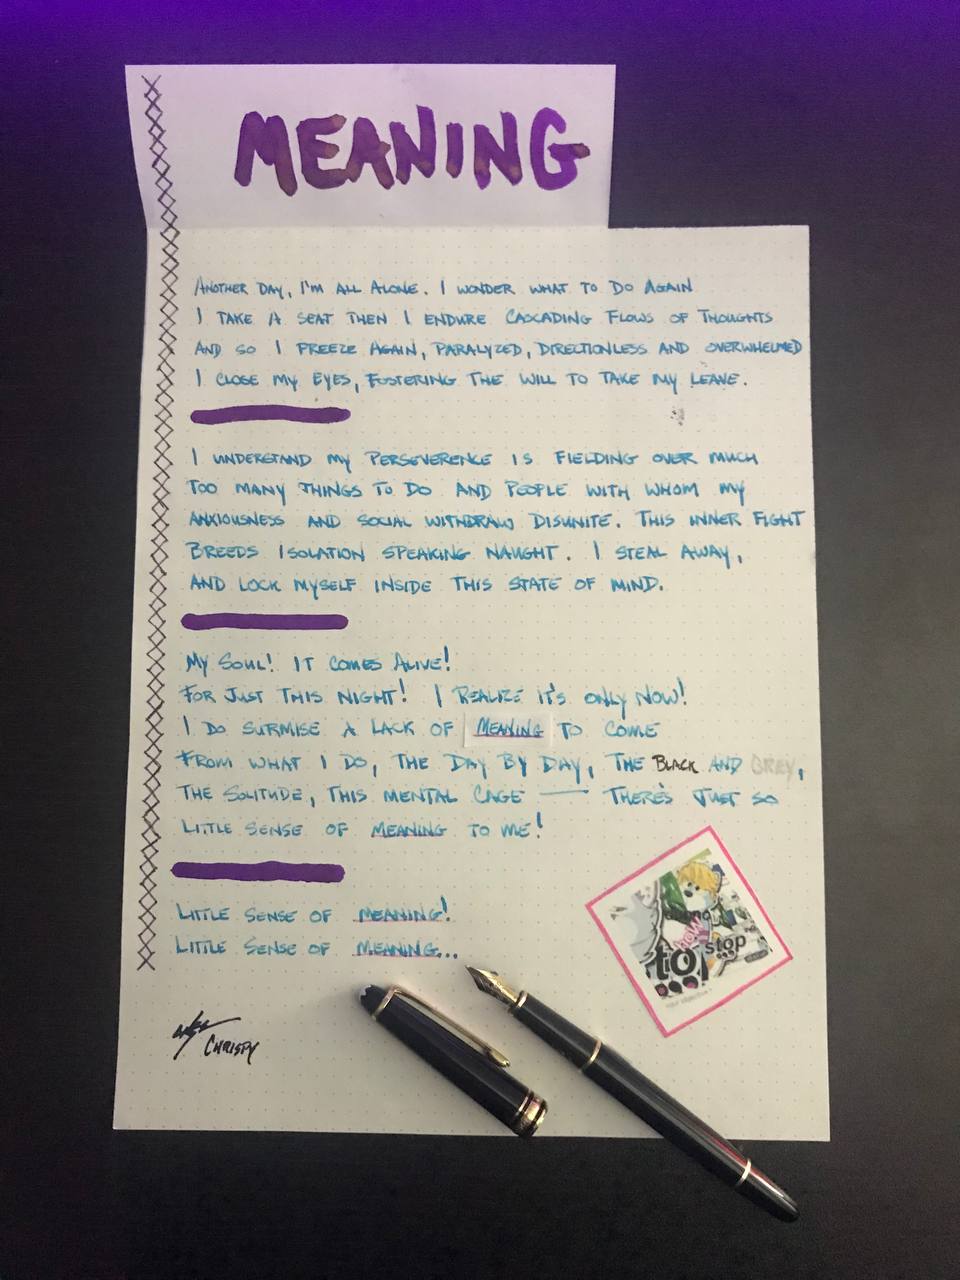 MEANING
ANOTHER DAY, I'M ALL ALONE. I WONDER WHAT TO DO AGAIN
I TAKE A SEAT THEN I ENDURE CASCADING FLOWS OF THOUGHTS
AND SO I FREEZE AGAIN, PARALYZED, DIRECTIONLESS AND OVERWHELMED
I CLOSE MY EYES, FOSTERING THE WILL TO TAKE MY LEAVE.
I UNDERSTAND MY PERSEVERENCE IS FIELDING OVER MUCH
TOO MANY THINGS TO DO AND PEOPLE WITH WHOM MY
ANXIOUSNESS AND SOCIAL WITHDRAW DISUNITE. THIS INNER FIGHT
BREEDS ISOLATION SPEAKING NAUGHT. I STEAL AWAY,
AND LOCK MYSELF INSIDE THIS STATE OF MIND.
MY SOUL! IT COMES ALIVE!
FOR JUST THIS NIGHT! I REALIZE IT'S ONLY NOW!
I DO SURMISE A LACK OF MEANING TO COME
FROM WHAT I DO, THE DAY BY DAY, THE BLACK AND GREY,
THE SOLITUDE, THIS MENTAL CAGE — THERE'S JUST SO
LITTLE SENSE OF MEANING TO ME!
LITTLE SENSE OF MEANING!
LITTLE SENSE OF MEANING...
HOW
to stop
CHRISPY